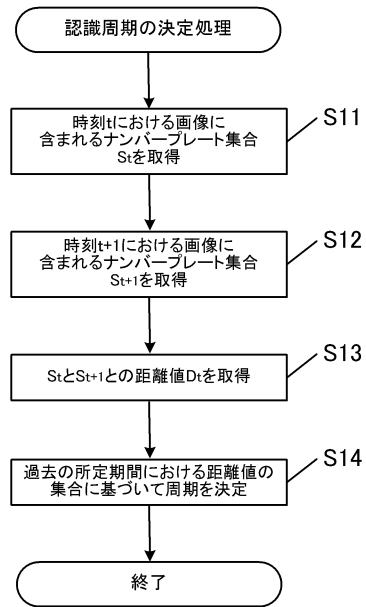 認識周期の決定処理
時刻tにおける画像に
含まれるナンバープレート集合
Stを取得
S11
時刻t+1における画像に
含まれるナンバープレート集合
St+1を取得
S12
StとSt+1との距離値Dtを取得
S13
過去の所定期間における距離値の
集合に基づいて周期を決定
S14
終了